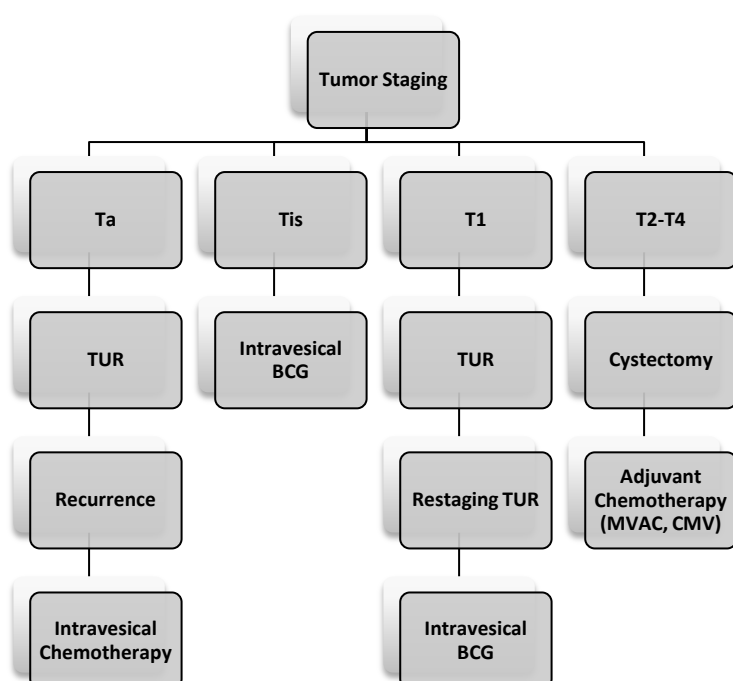 Tumor Staging
Ta
Tis
T1
T2-T4
TUR
Intravesical
BCG
TUR
Cystectomy
Recurrence
Restaging TUR
Adjuvant
Chemotherapy
(MVAC, CMV)
Intravesical
Chemotherapy
Intravesical
BCG